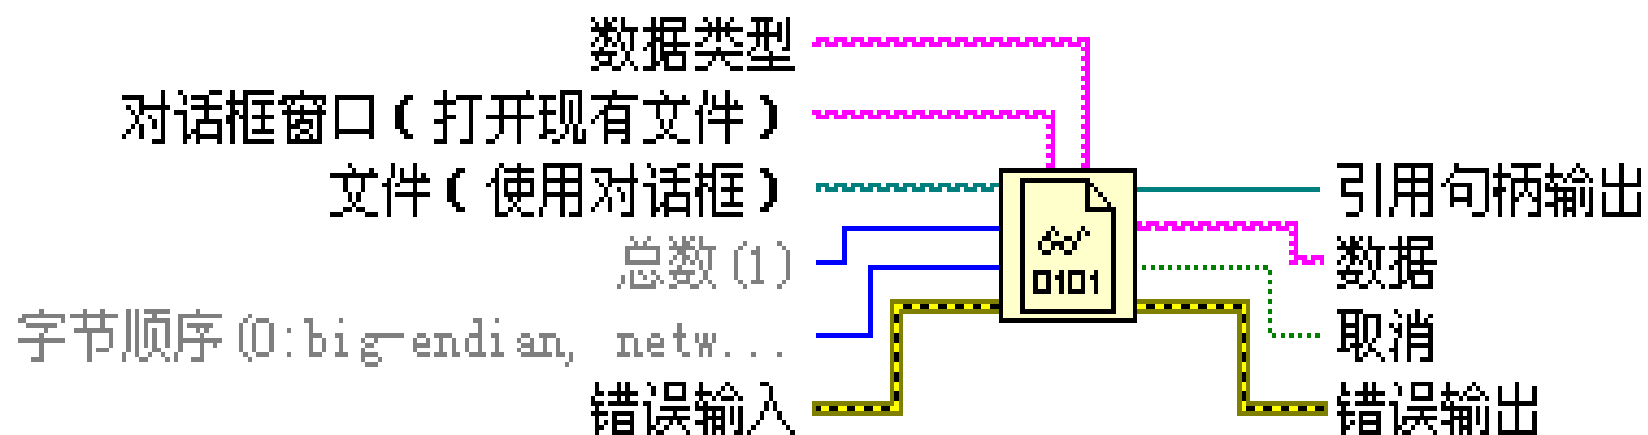 数据类型
对话框窗口(打开现有文件)
文件(使用对话框)
总数(1)
字节顺序(0:big-endian, netw...
错误输入
0101
引用句柄输出
数据
取消
错误输出